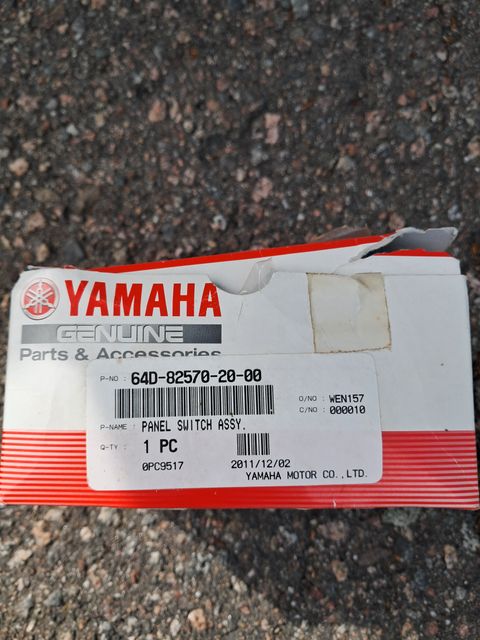 YAMAHA
GENUINE
Parts & Accessories
P-NO : 64D-82570-20-00
O/NO : WEN157
C/NO : 000010
P-NAME : PANEL SWITCH ASSY.
Q-TY : 1 PC
0PC9517
2011/12/02
YAMAHA MOTOR CO.,LTD.